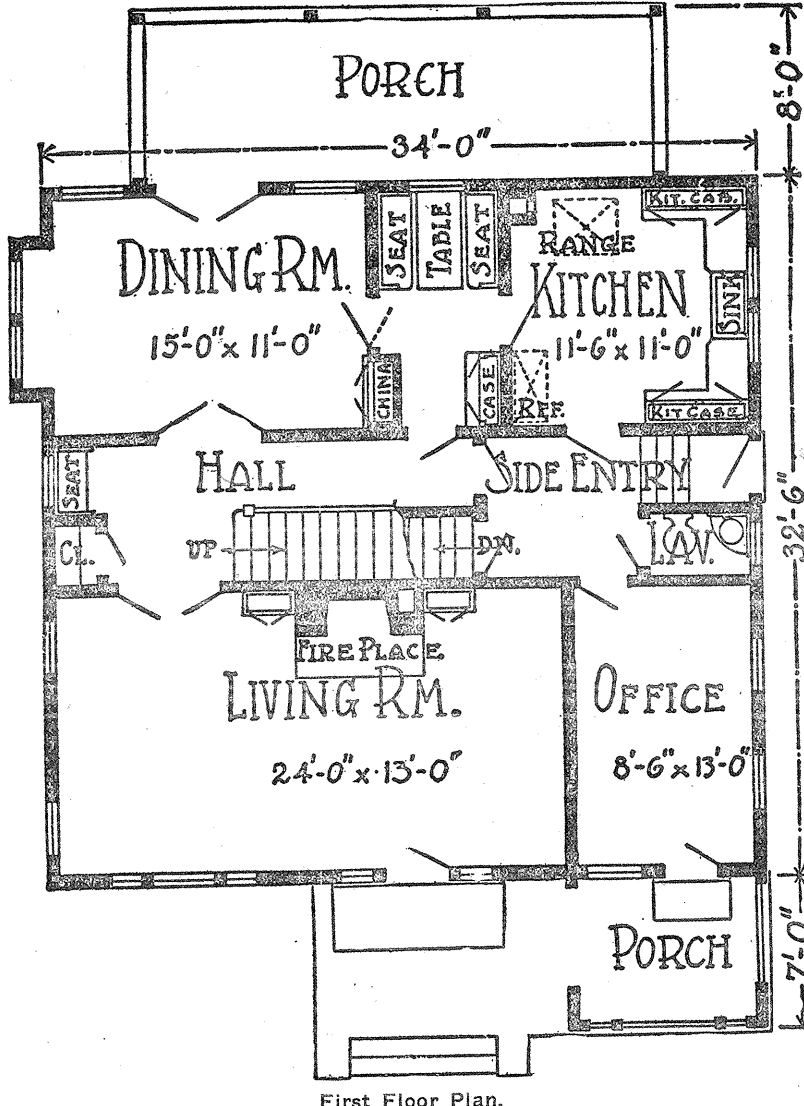 PORCH
8'-0"
34'-0"
KIT. CAB.
SEAT
TABLE
SEAT
RANGE
DINING RM.
KITCHEN
SINK
15'-0" x 11'-0"
11'-6" x 11'-0"
CHINA
CASE
REF.
KIT CASE
HALL
SIDE ENTRY
SEAT
32'-6"
CL.
UP
DN.
LAV.
FIRE PLACE
LIVING RM.
OFFICE
24'-0" x 13'-0"
8'-6" x 13'-0"
PORCH
7'-0"
First Floor Plan.